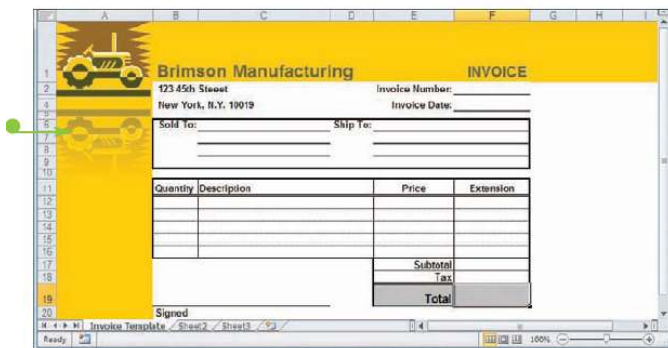 A B C D E F G H I
1 Brimson Manufacturing INVOICE
2 123 45th Steeet Invoice Number:
4 New York, N.Y. 10019 Invoice Date:
5
6 Sold To: Ship To:
7
8
9
10
11 Quantity Description Price Extension
12
13
14
15
16
17 Subtotal
18 Tax
19 Total
20 Signed
Invoice Template Sheet2 Sheet3
Ready 100%